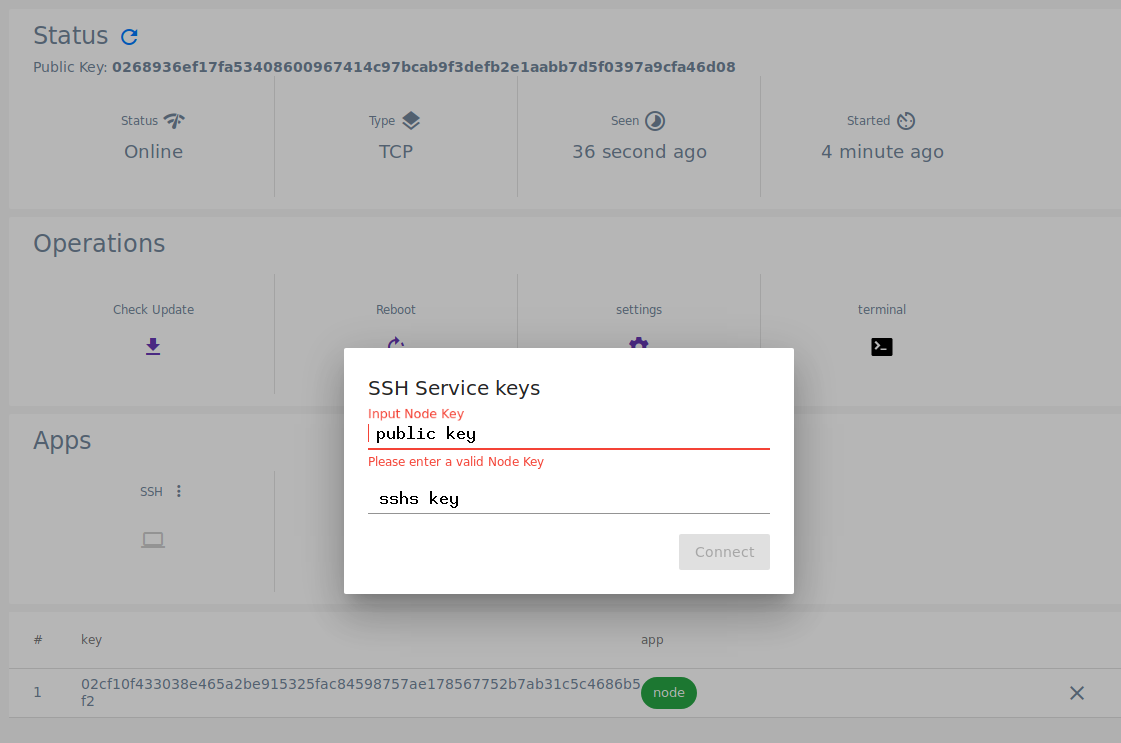 Status
Public Key: 0268936ef17fa53408600967414c97bcab9f3defb2e1aabb7d5f0397a9cfa46d08
Status Type Seen Started
Online TCP 36 second ago 4 minute ago
Operations
Check Update Reboot settings terminal
SSH Service keys
Input Node Key
public key
Please enter a valid Node Key
sshs key
Connect
Apps
SSH
# key app
1 02cf10f433038e465a2be915325fac84598757ae178567752b7ab31c5c4686b5 node
f2